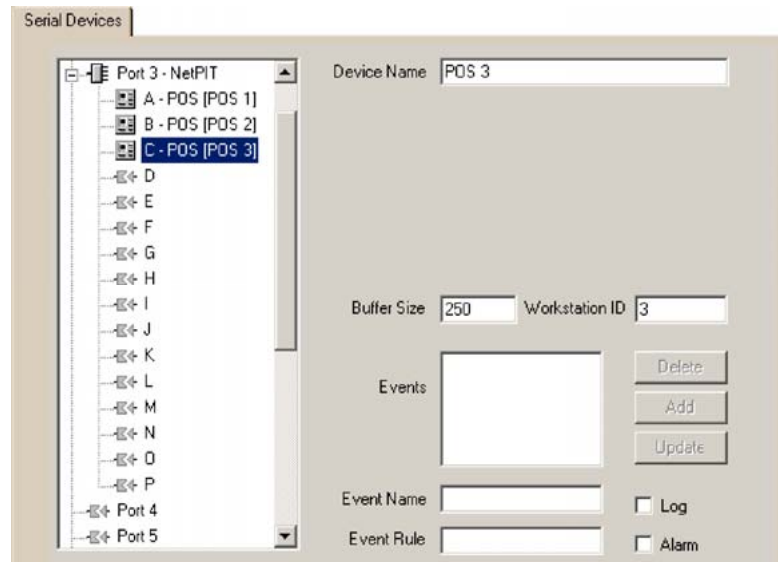 Serial Devices
Port 3 - NetPIT
A - POS [POS 1]
B - POS [POS 2]
C - POS [POS 3]
D
E
F
G
H
I
J
K
L
M
N
O
P
Port 4
Port 5
Device Name POS 3
Buffer Size 250 Workstation ID 3
Events
Delete
Add
Update
Event Name
Log
Event Rule
Alarm